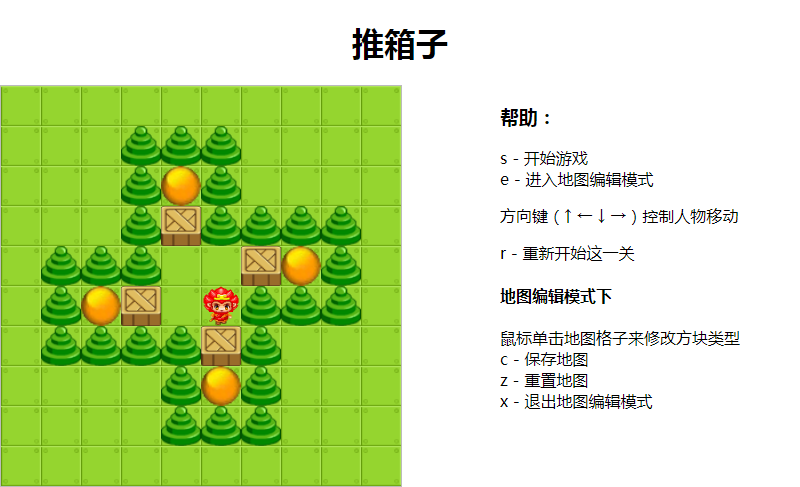 推箱子
帮助：
s - 开始游戏
e - 进入地图编辑模式
方向键 (↑←↓→) 控制人物移动
r - 重新开始这一关
地图编辑模式下
鼠标单击地图格子来修改方块类型
c - 保存地图
z - 重置地图
x - 退出地图编辑模式